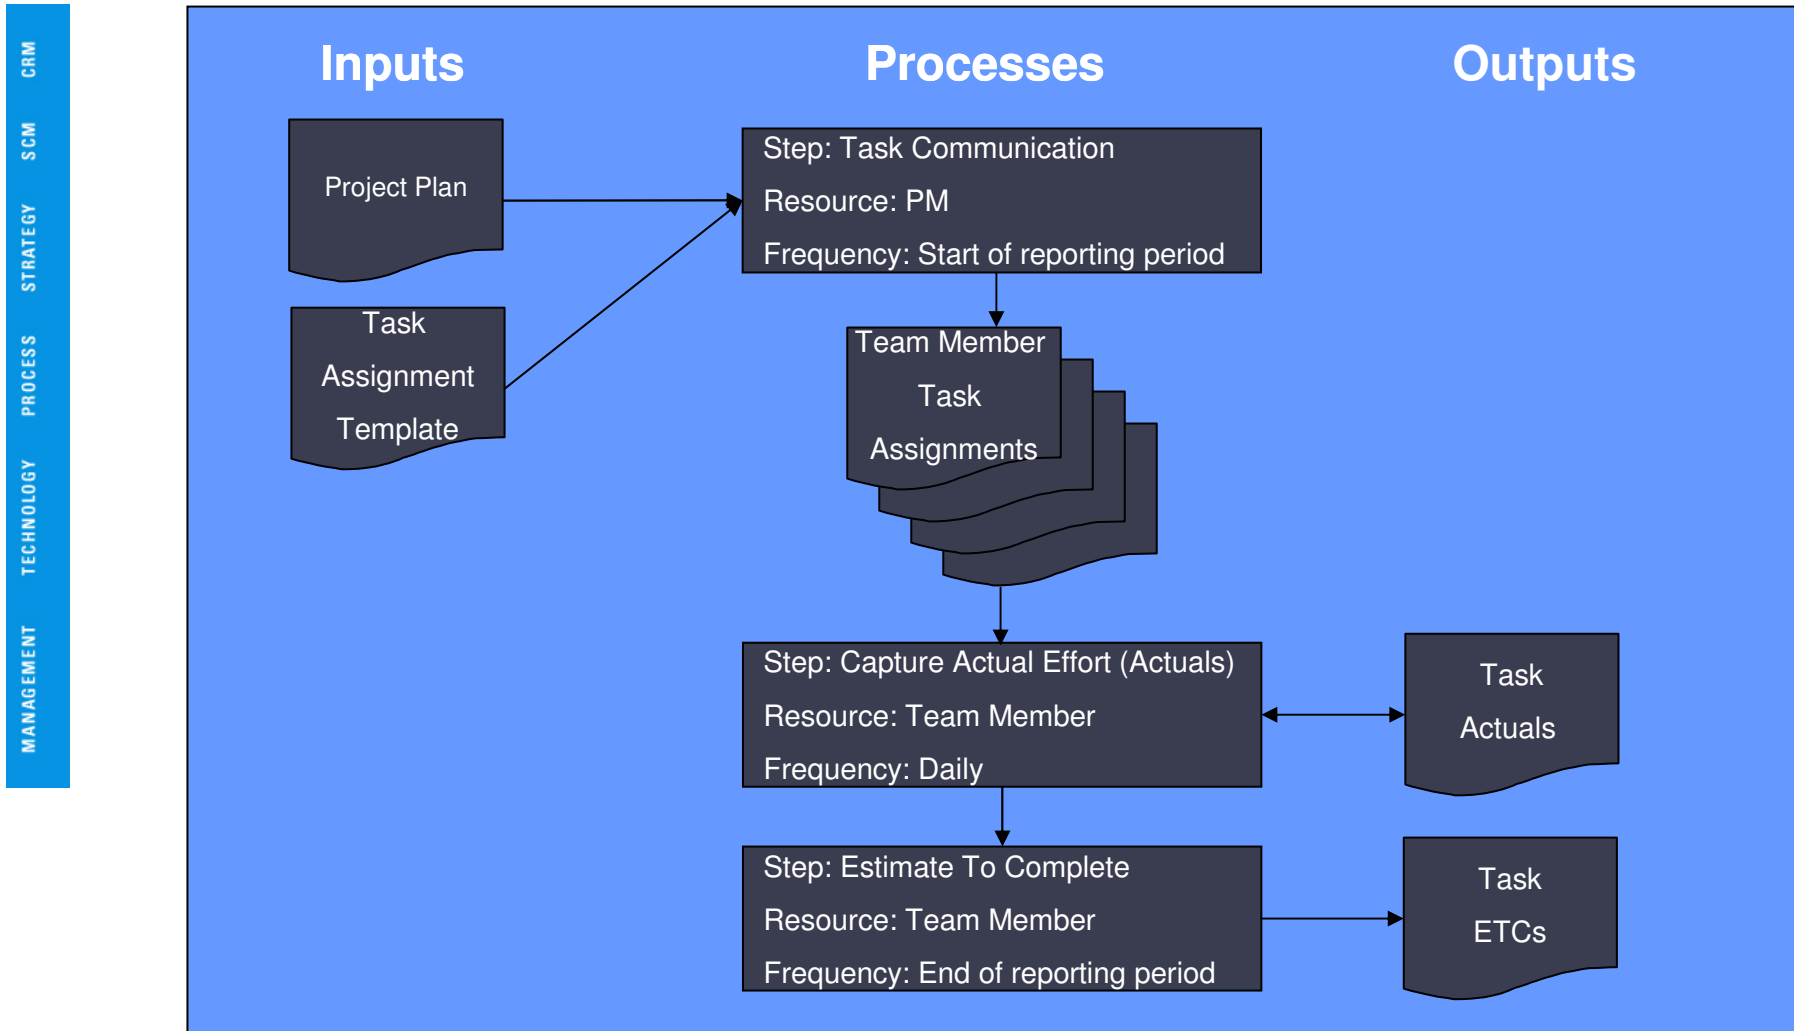 CRM
SCM
STRATEGY
PROCESS
TECHNOLOGY
MANAGEMENT
Inputs
Processes
Outputs
Project Plan
Task
Assignment
Template
Step: Task Communication
Resource: PM
Frequency: Start of reporting period
Team Member
Task
Assignments
Step: Capture Actual Effort (Actuals)
Resource: Team Member
Frequency: Daily
Task
Actuals
Step: Estimate To Complete
Resource: Team Member
Frequency: End of reporting period
Task
ETCs